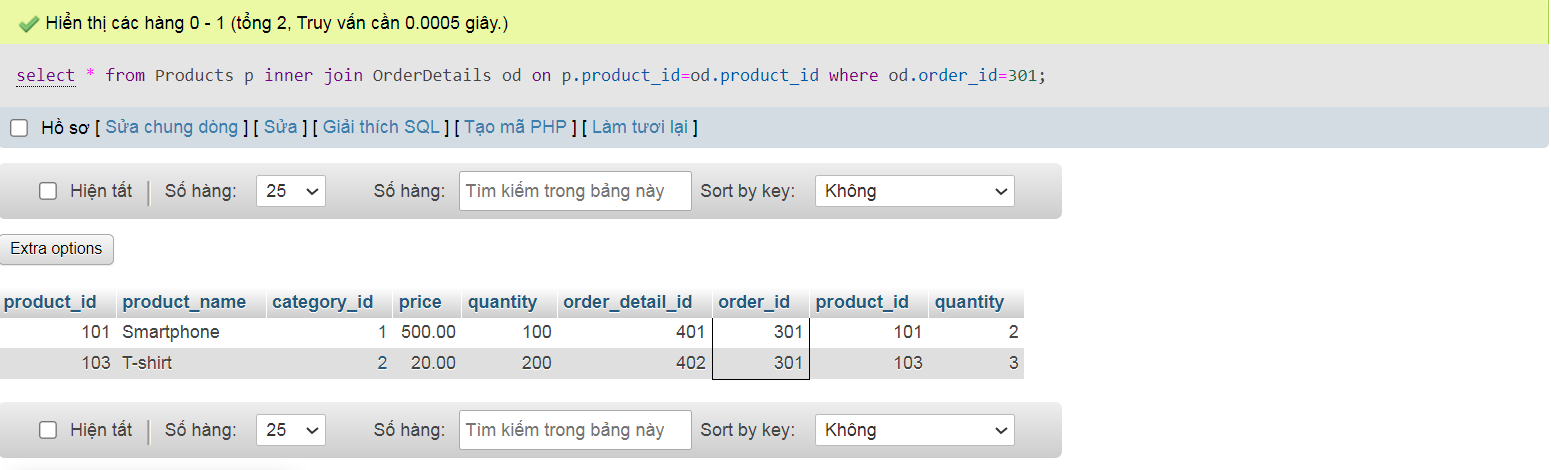 Hiển thị các hàng 0 - 1 (tổng 2, Truy vấn cần 0.0005 giây.)
select * from Products p inner join OrderDetails od on p.product_id=od.product_id where od.order_id=301;
Hồ sơ [ Sửa chung dòng ] [ Sửa ] [ Giải thích SQL ] [ Tạo mã PHP ] [ Làm tươi lại ]
Hiện tất | Số hàng: 25 Số hàng: Tìm kiếm trong bảng này Sort by key: Không
Extra options
product_id product_name category_id price quantity order_detail_id order_id product_id quantity
101 Smartphone 1 500.00 100 401 301 101 2
103 T-shirt 2 20.00 200 402 301 103 3
Hiện tất | Số hàng: 25 Số hàng: Tìm kiếm trong bảng này Sort by key: Không